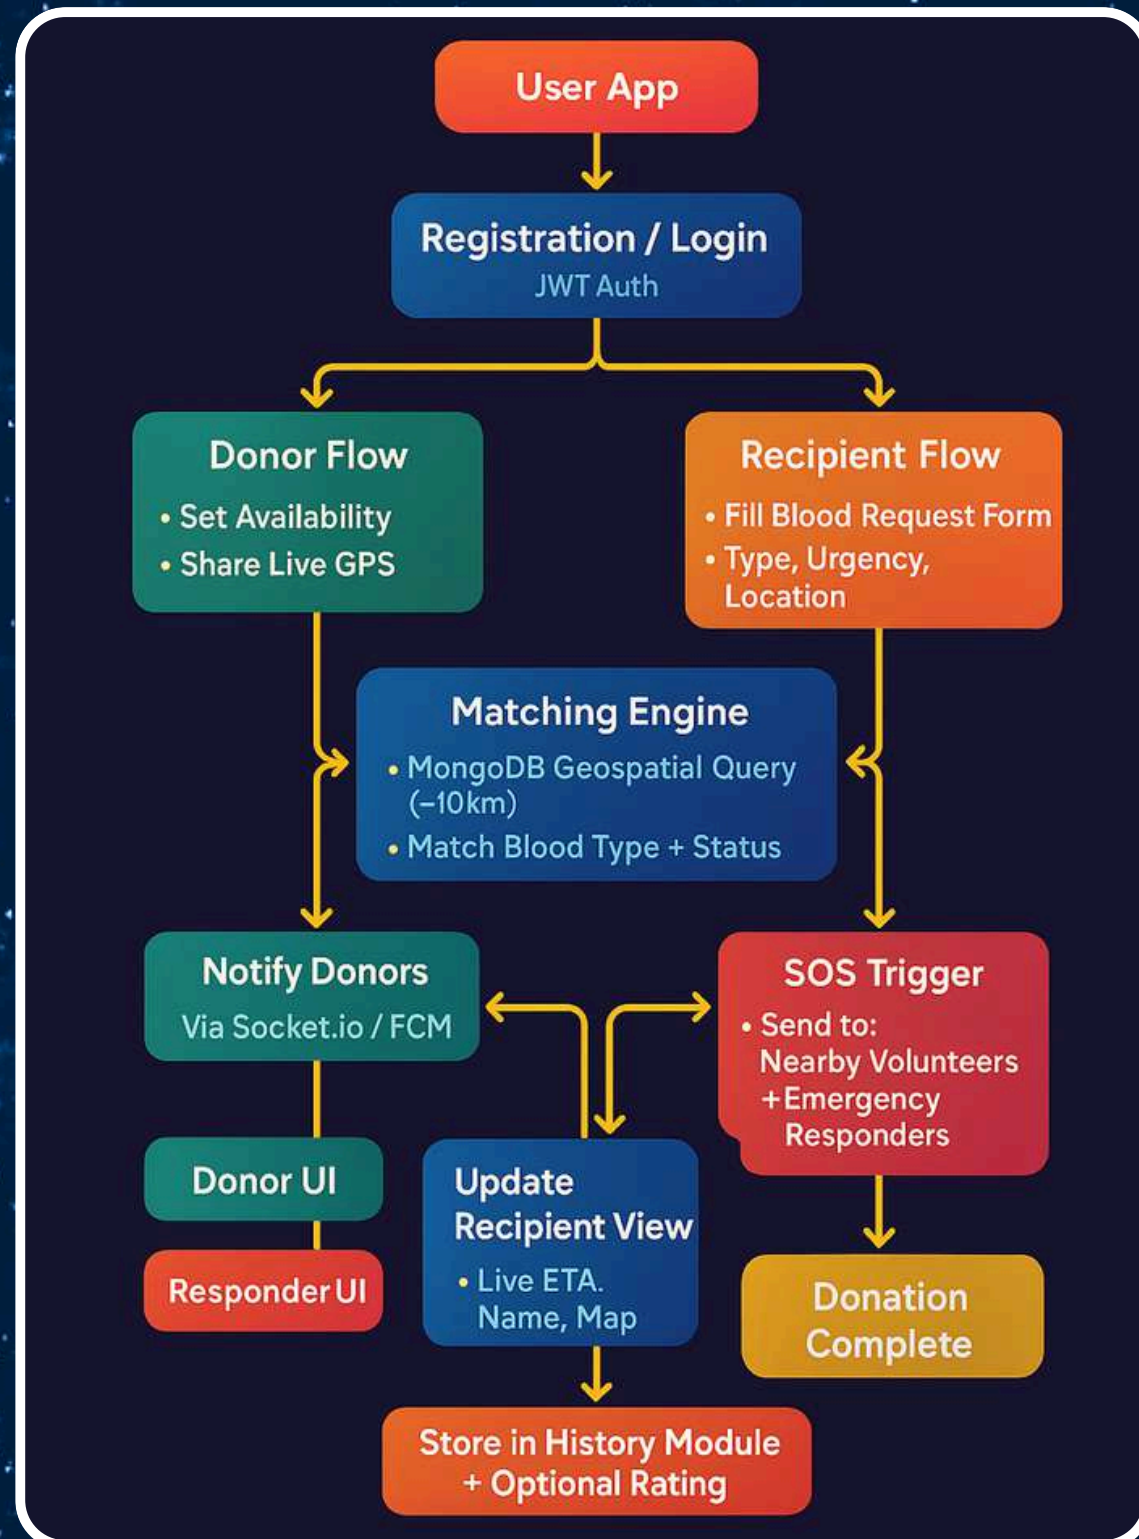 User App
Registration / Login
JWT Auth
Donor Flow
• Set Availability
• Share Live GPS
Recipient Flow
• Fill Blood Request Form
• Type, Urgency,
Location
Matching Engine
• MongoDB Geospatial Query
(~10km)
• Match Blood Type + Status
Notify Donors
Via Socket.io / FCM
SOS Trigger
• Send to:
Nearby Volunteers
+Emergency
Responders
Donor UI
Responder UI
Update
Recipient View
• Live ETA.
Name, Map
Donation
Complete
Store in History Module
+ Optional Rating